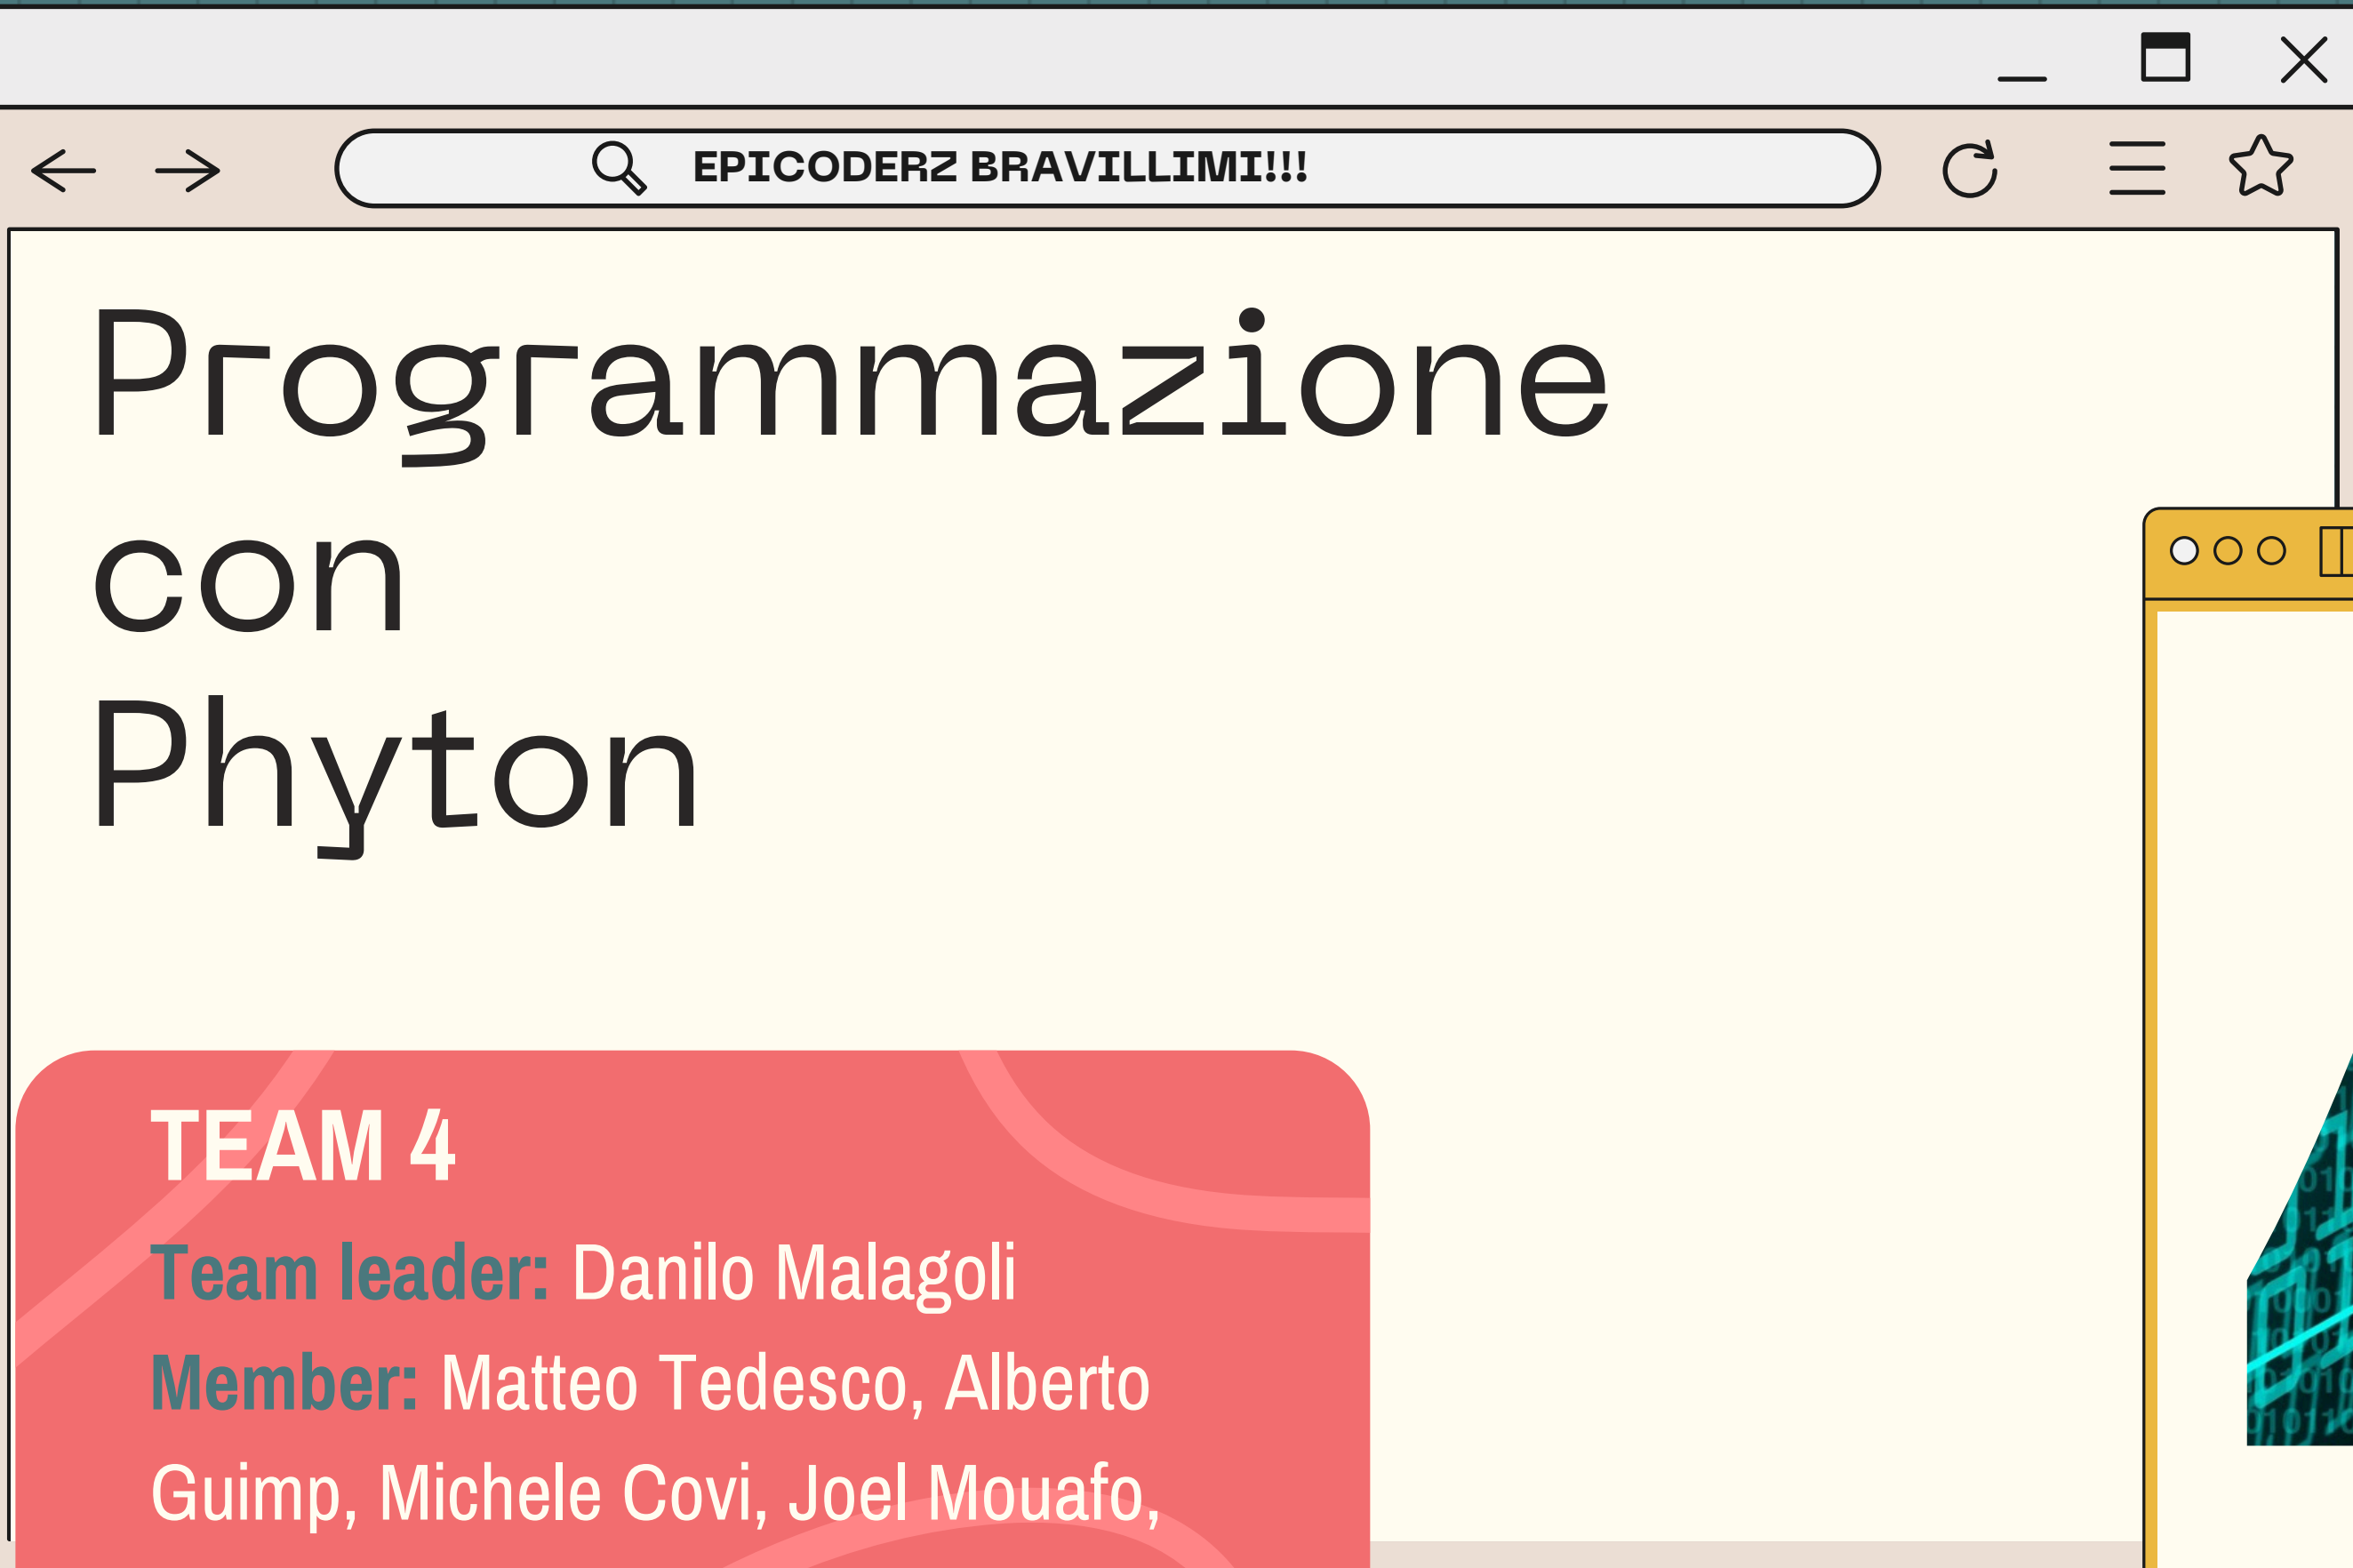 EPICODERZ BRAVILLIMI!!!
Programmazione
con
Phyton
TEAM 4
Team leader: Danilo Malagoli
Member: Matteo Tedesco, Alberto
Guimp, Michele Covi, Joel Mouafo,